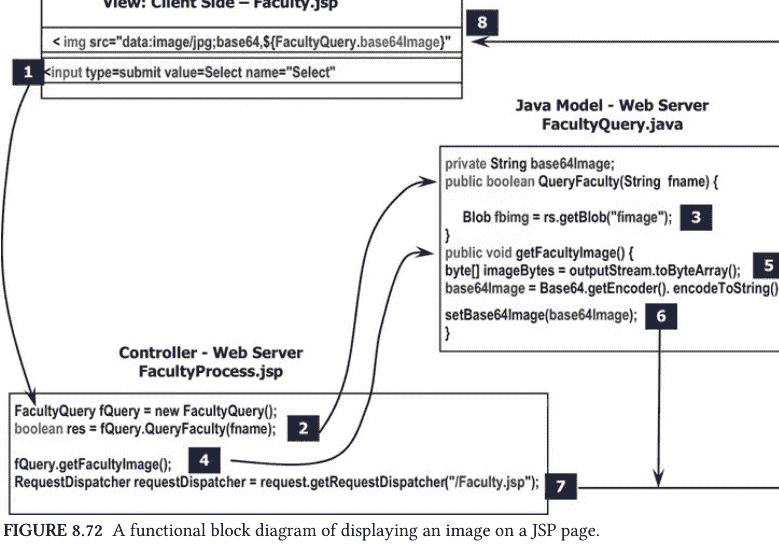 View: Client Side – Faculty.jsp
8
< img src="data:image/jpg;base64,${FacultyQuery.base64Image}"
1
<input type=submit value=Select name="Select"
Java Model - Web Server
FacultyQuery.java
private String base64Image;
public boolean QueryFaculty(String fname) {
Blob fbimg = rs.getBlob("fimage");
3
}
public void getFacultyImage() {
byte[] imageBytes = outputStream.toByteArray();
5
base64Image = Base64.getEncoder(). encodeToString()
setBase64Image(base64Image);
6
}
Controller - Web Server
FacultyProcess.jsp
FacultyQuery fQuery = new FacultyQuery();
boolean res = fQuery.QueryFaculty(fname);
2
fQuery.getFacultyImage();
4
RequestDispatcher requestDispatcher = request.getRequestDispatcher("/Faculty.jsp");
7
FIGURE 8.72 A functional block diagram of displaying an image on a JSP page.